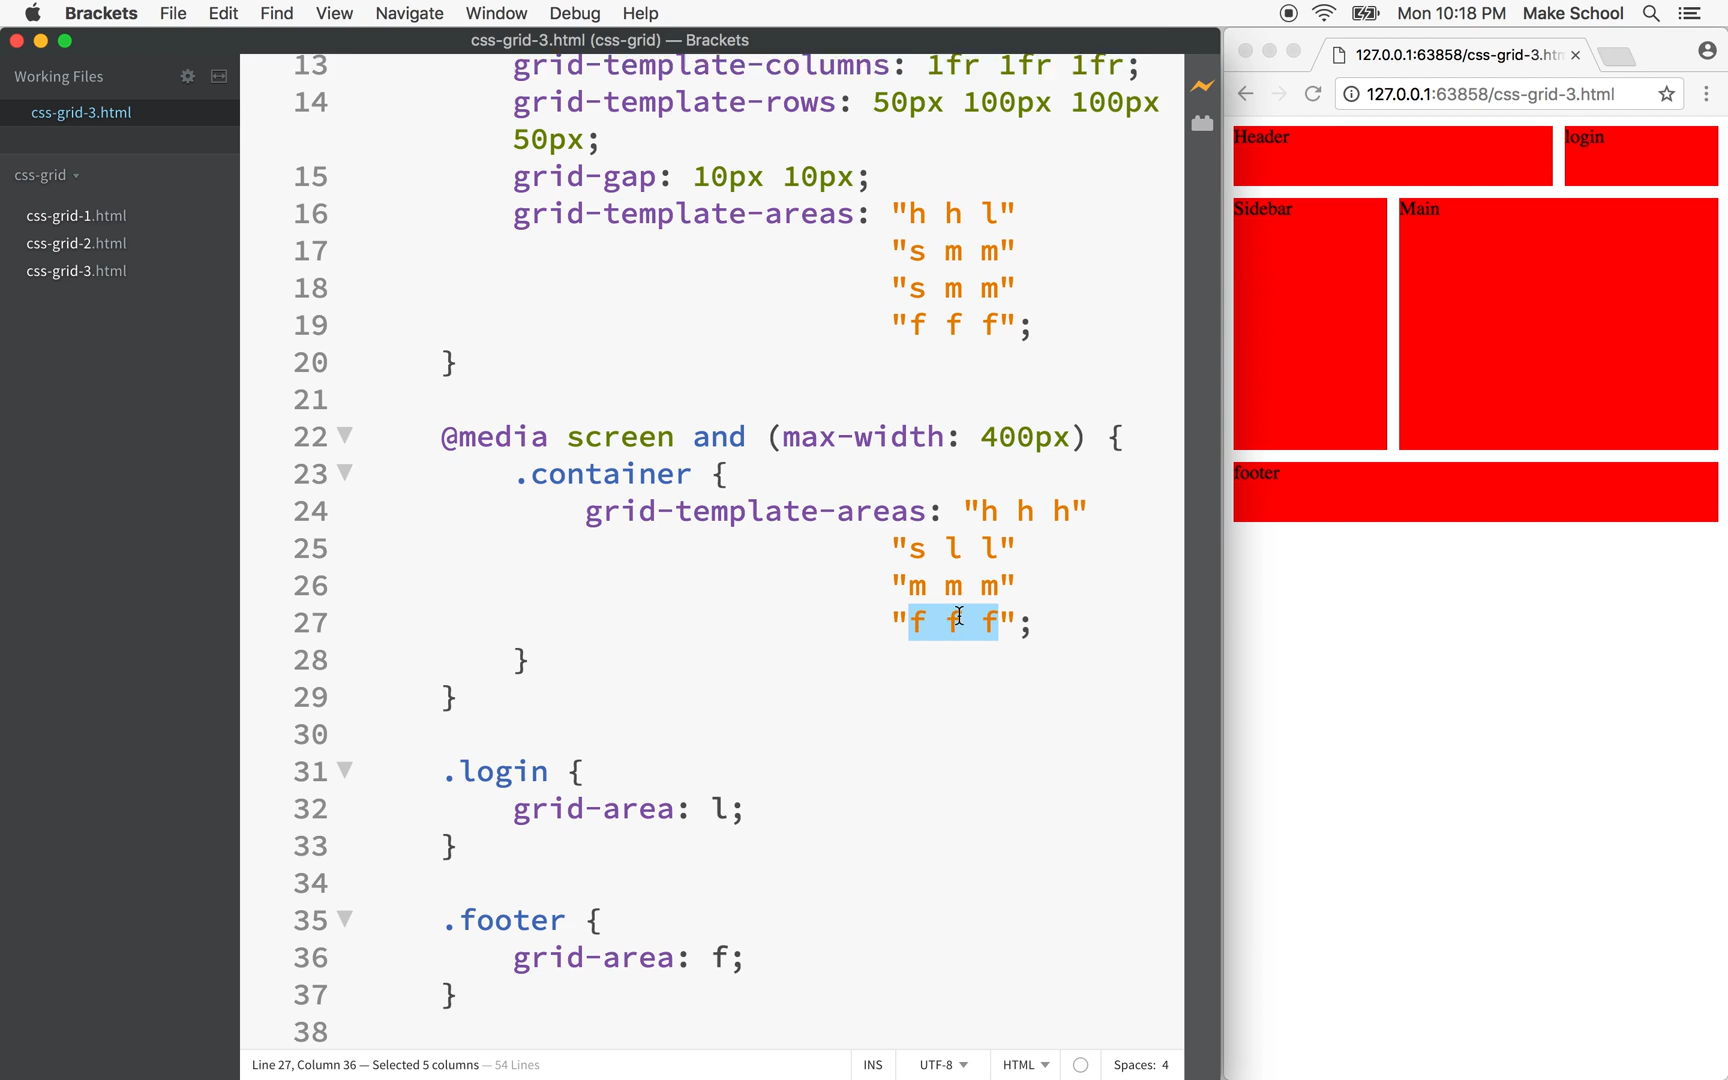 Brackets File Edit Find View Navigate Window Debug Help Mon 10:18 PM Make School
css-grid-3.html (css-grid) — Brackets
Working Files
css-grid-3.html
css-grid
css-grid-1.html
css-grid-2.html
css-grid-3.html
13 grid-template-columns: 1fr 1fr 1fr;
14 grid-template-rows: 50px 100px 100px
50px;
15 grid-gap: 10px 10px;
16 grid-template-areas: "h h l"
17 "s m m"
18 "s m m"
19 "f f f";
20 }
21
22 @media screen and (max-width: 400px) {
23 .container {
24 grid-template-areas: "h h h"
25 "s l l"
26 "m m m"
27 "f f f";
28 }
29 }
30
31 .login {
32 grid-area: l;
33 }
34
35 .footer {
36 grid-area: f;
37 }
38
Line 27, Column 36 — Selected 5 columns — 54 Lines INS UTF-8 HTML Spaces: 4
127.0.0.1:63858/css-grid-3.htm
127.0.0.1:63858/css-grid-3.html
Header login
Sidebar Main
footer